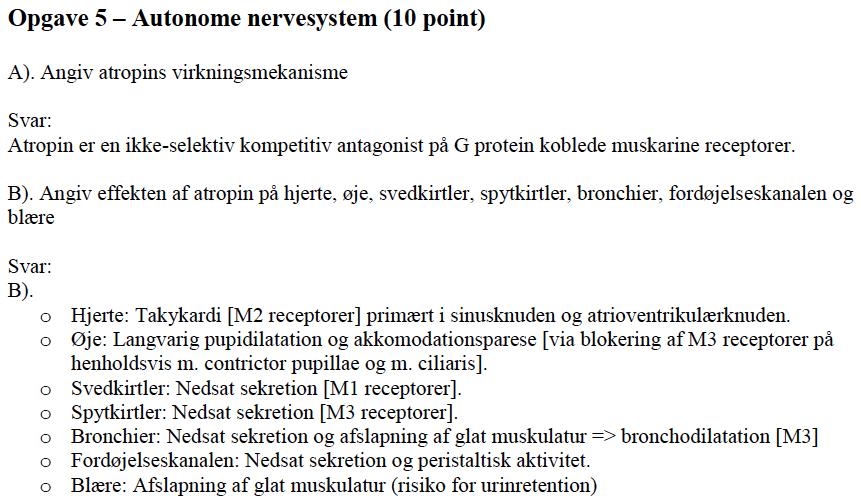 Opgave 5 – Autonome nervesystem (10 point)
A). Angiv atropins virkningsmekanisme
Svar:
Atropin er en ikke-selektiv kompetitiv antagonist på G protein koblede muskarine receptorer.
B). Angiv effekten af atropin på hjerte, øje, svedkirtler, spytkirtler, bronchier, fordøjelseskanalen og
blære
Svar:
B).
o Hjerte: Takykardi [M2 receptorer] primært i sinusknuden og atrioventrikulærknuden.
o Øje: Langvarig pupidilatation og akkomodationsparese [via blokering af M3 receptorer på
henholdsvis m. contrictor pupillae og m. ciliaris].
o Svedkirtler: Nedsat sekretion [M1 receptorer].
o Spytkirtler: Nedsat sekretion [M3 receptorer].
o Bronchier: Nedsat sekretion og afslapning af glat muskulatur => bronchodilatation [M3]
o Fordøjelseskanalen: Nedsat sekretion og peristaltisk aktivitet.
o Blære: Afslapning af glat muskulatur (risiko for urinretention)